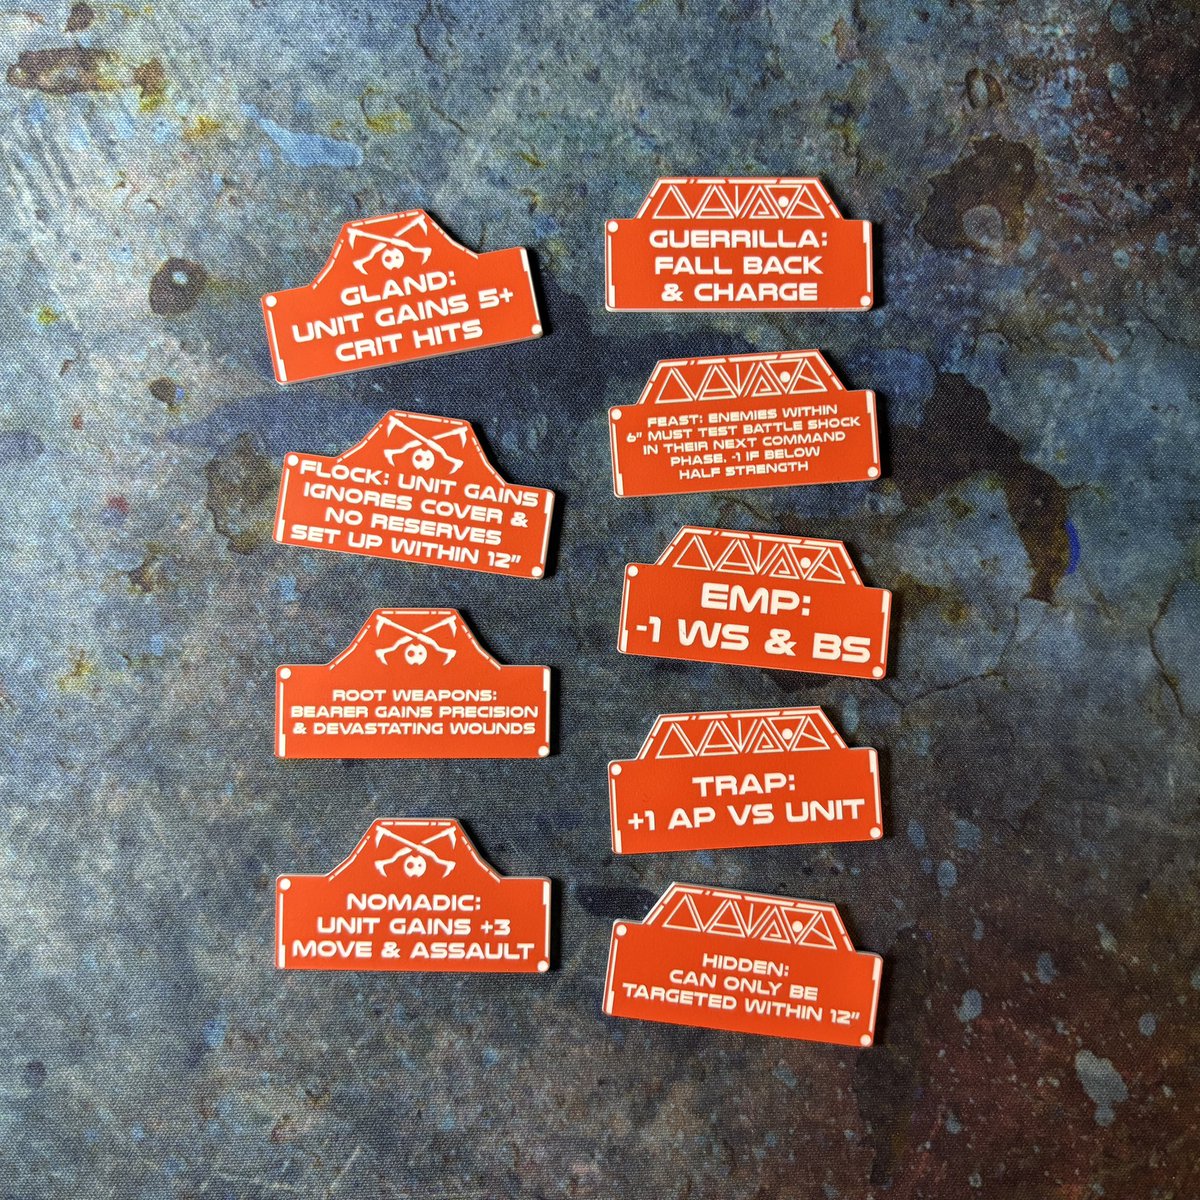 GLAND:
UNIT GAINS 5+
CRIT HITS
FLOCK: UNIT GAINS
IGNORES COVER &
NO RESERVES
SET UP WITHIN 12"
ROOT WEAPONS:
BEARER GAINS PRECISION
& DEVASTATING WOUNDS
NOMADIC:
UNIT GAINS +3
MOVE & ASSAULT
GUERRILLA:
FALL BACK
& CHARGE
FEAST: ENEMIES WITHIN
6" MUST TEST BATTLE SHOCK
IN THEIR NEXT COMMAND
PHASE. -1 IF BELOW
HALF STRENGTH
EMP:
-1 WS & BS
TRAP:
+1 AP VS UNIT
HIDDEN:
CAN ONLY BE
TARGETED WITHIN 12"